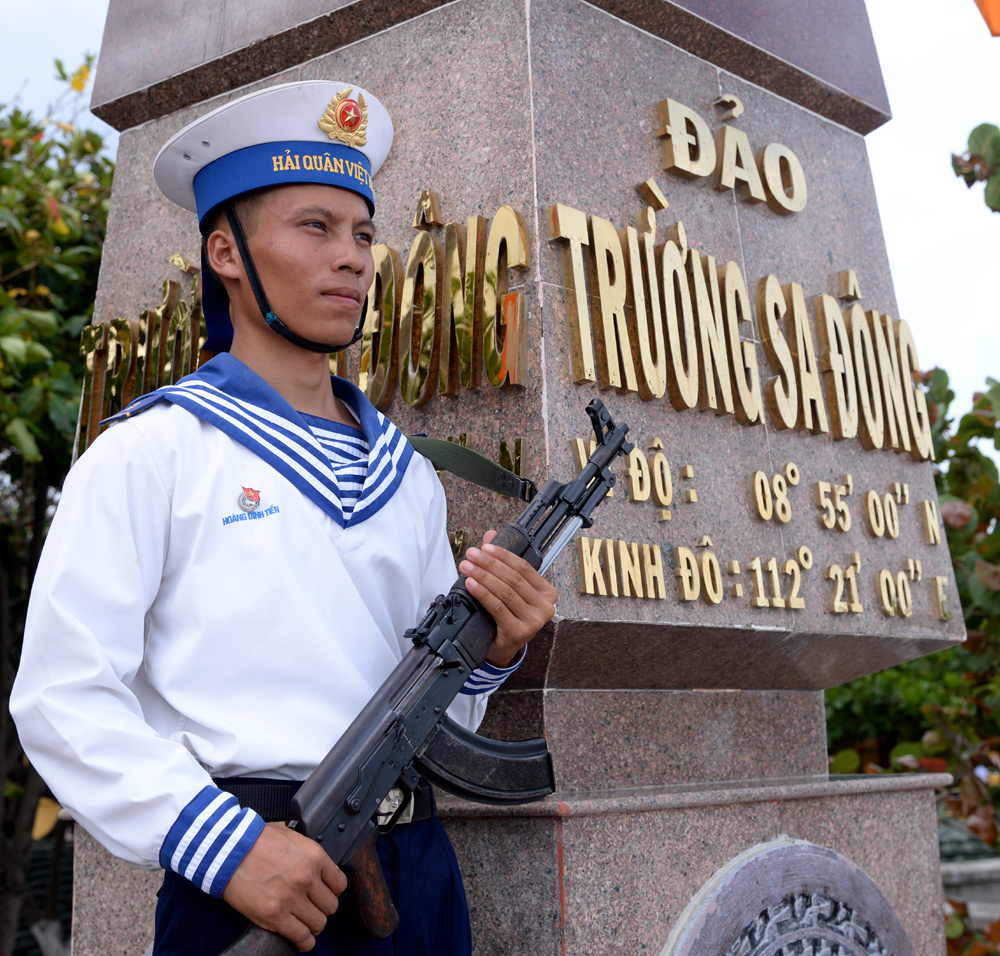 HẢI QUÂN VIỆT
HOÀNG ĐÌNH TIẾN
ĐÔNG
ĐẢO
TRƯỜNG SA ĐÔNG
VĨ ĐỘ : 08° 55' 00'' N
KINH ĐỘ : 112° 21' 00'' E